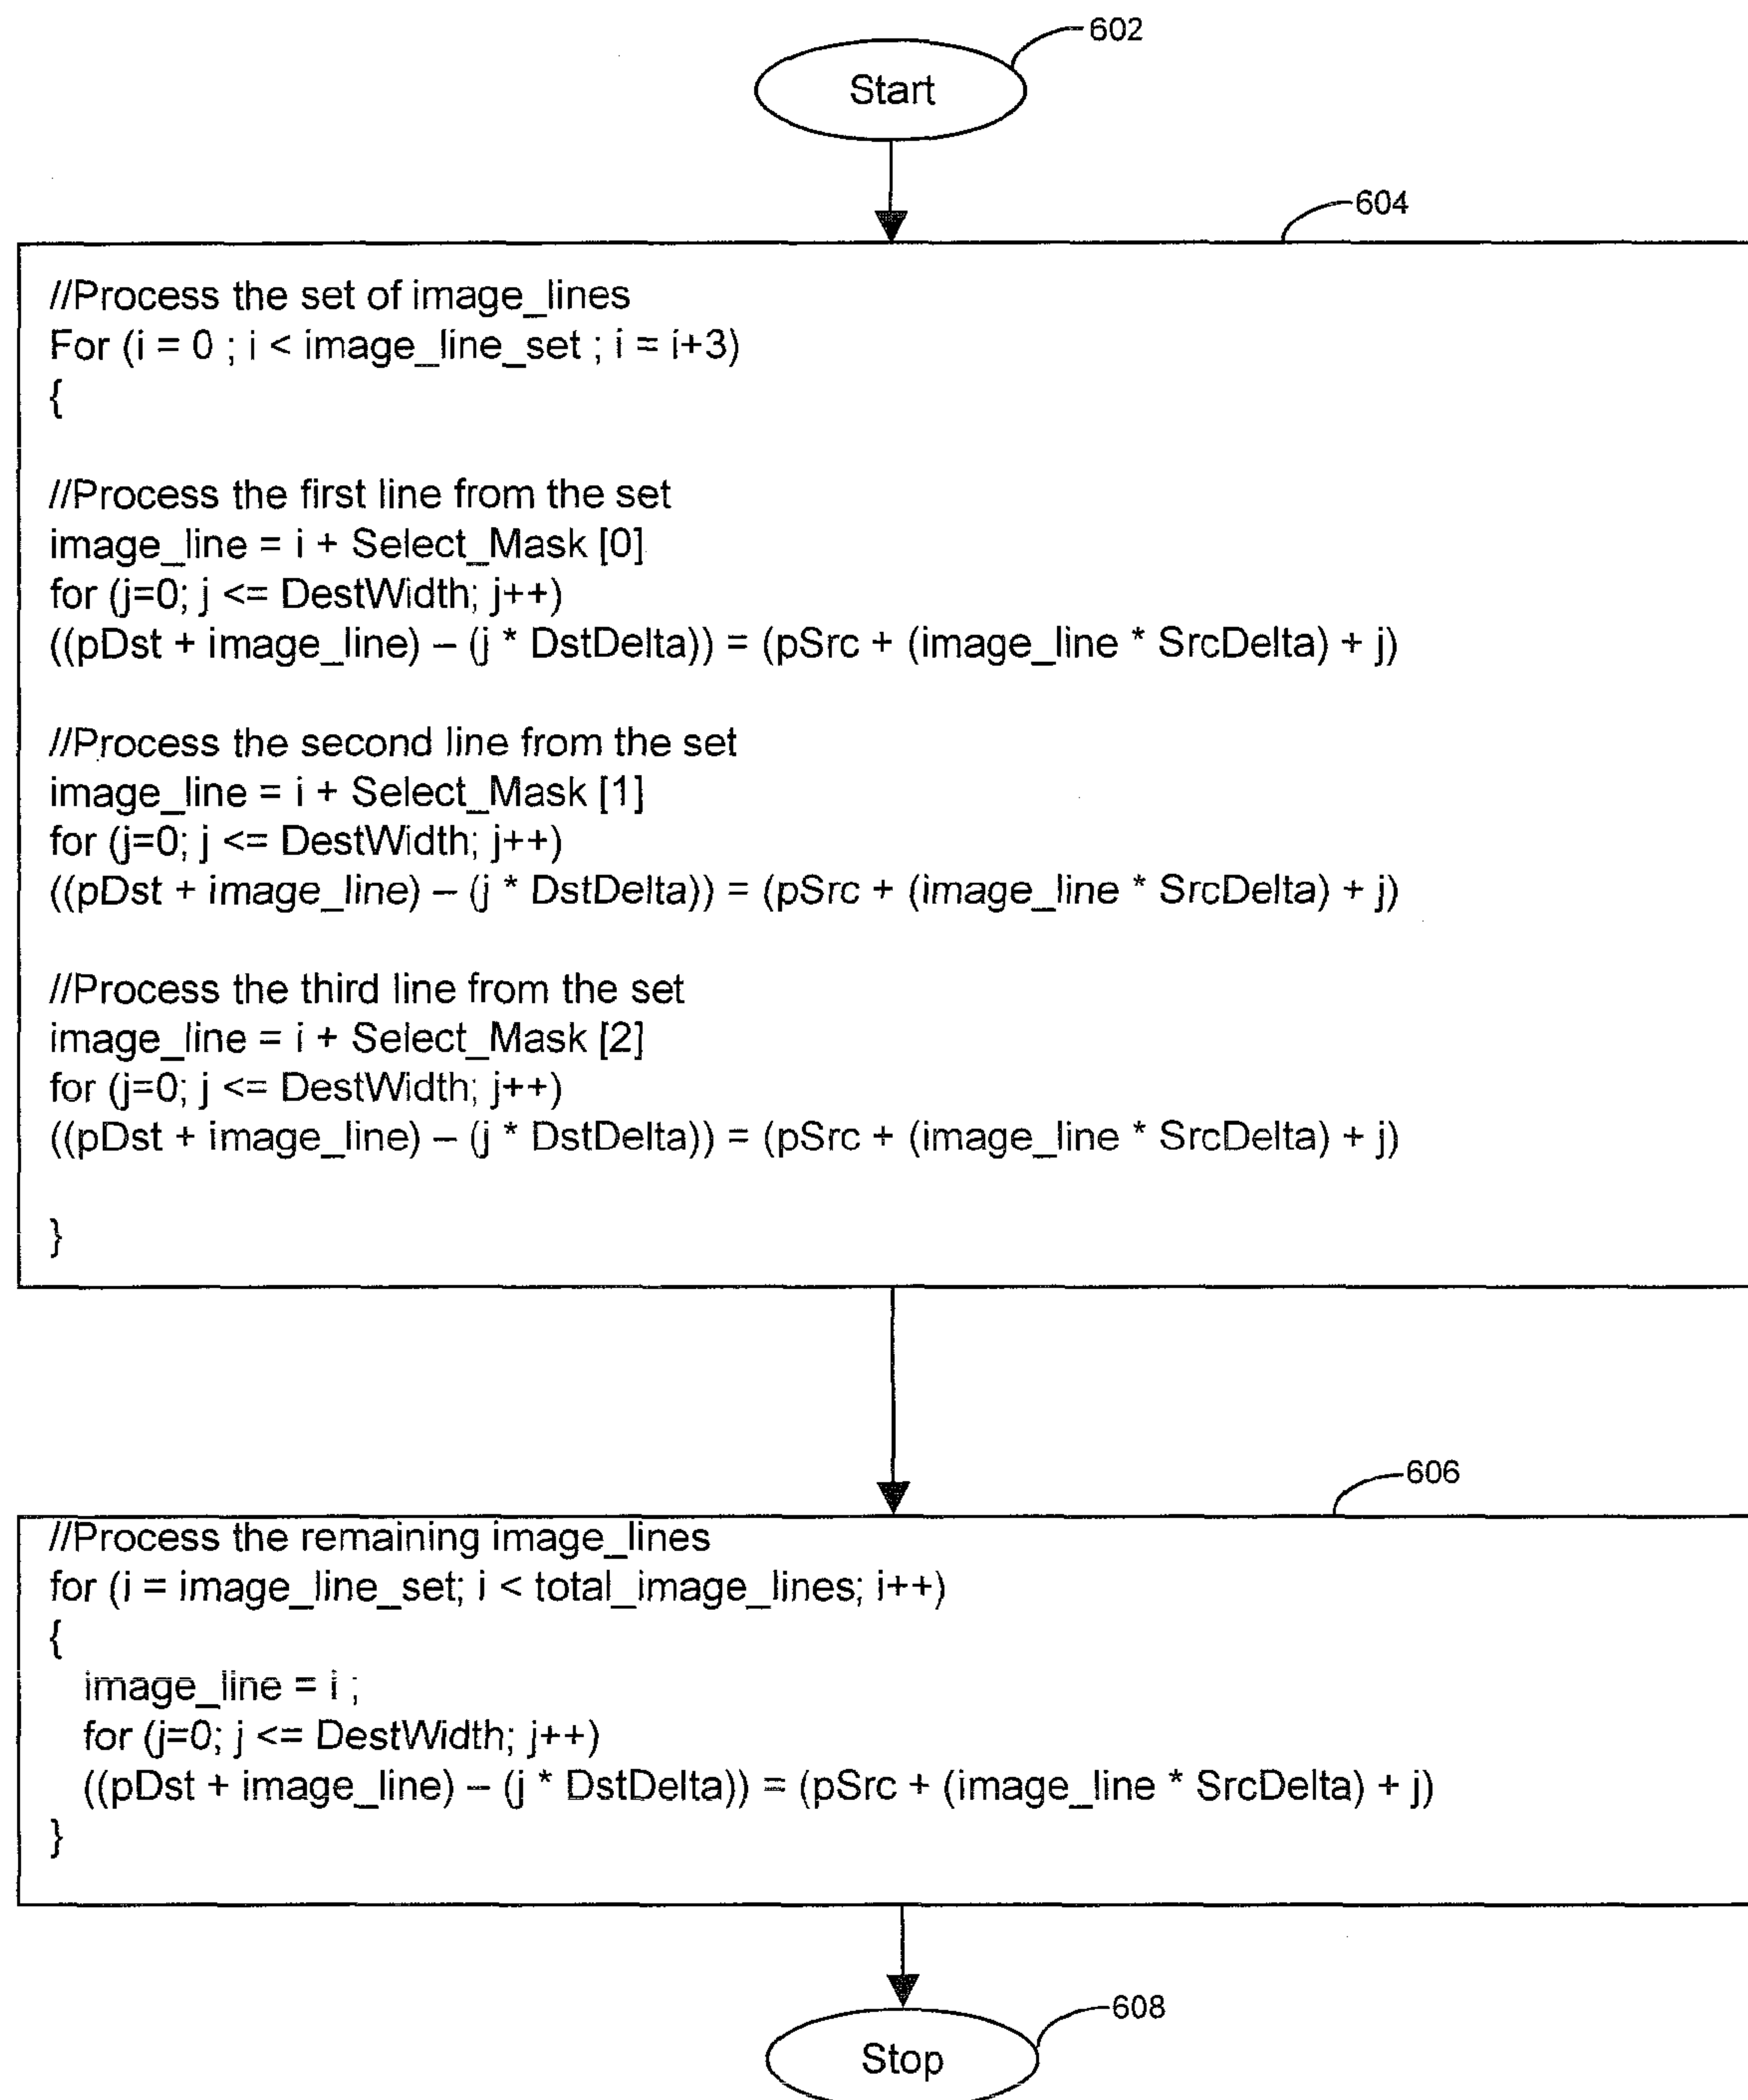 602
Start
604
//Process the set of image_lines
For (i = 0 ; i < image_line_set ; i = i+3)
{
//Process the first line from the set
image_line = i + Select_Mask [0]
for (j=0; j <= DestWidth; j++)
((pDst + image_line) – (j * DstDelta)) = (pSrc + (image_line * SrcDelta) + j)
//Process the second line from the set
image_line = i + Select_Mask [1]
for (j=0; j <= DestWidth; j++)
((pDst + image_line) – (j * DstDelta)) = (pSrc + (image_line * SrcDelta) + j)
//Process the third line from the set
image_line = i + Select_Mask [2]
for (j=0; j <= DestWidth; j++)
((pDst + image_line) – (j * DstDelta)) = (pSrc + (image_line * SrcDelta) + j)
}
606
//Process the remaining image_lines
for (i = image_line_set; i < total_image_lines; i++)
{
image_line = i ;
for (j=0; j <= DestWidth; j++)
((pDst + image_line) – (j * DstDelta)) = (pSrc + (image_line * SrcDelta) + j)
}
608
Stop